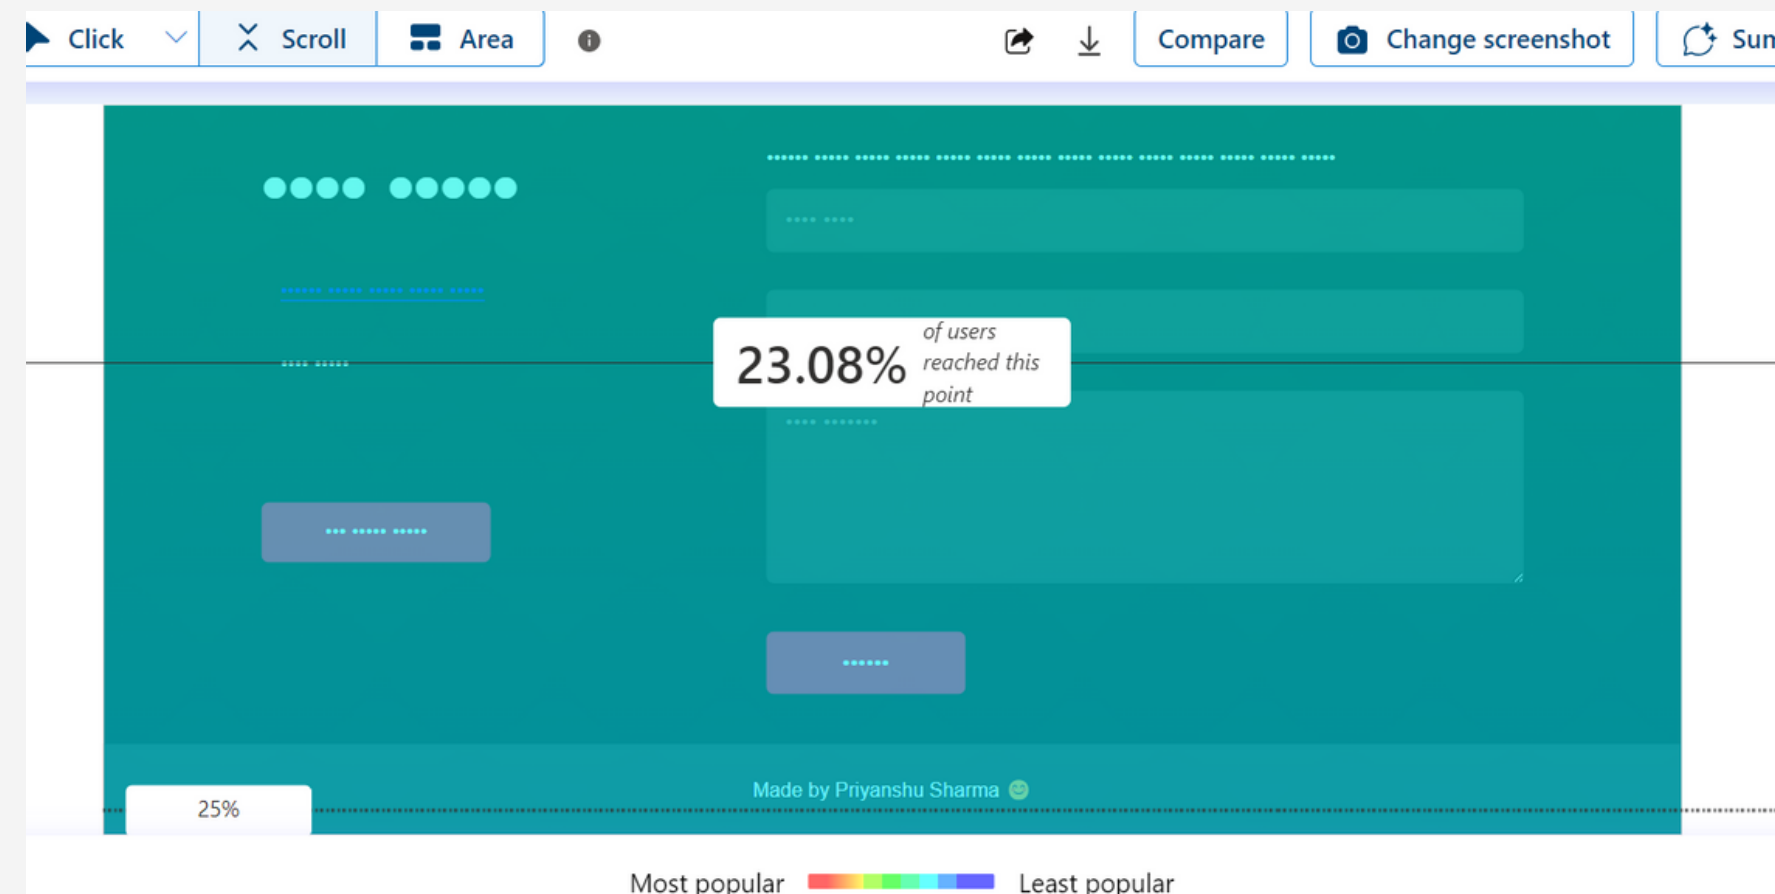 Click
Scroll
Area
Compare
Change screenshot
23.08%
of users
reached this
point
Made by Priyanshu Sharma
25%
Most popular
Least popular